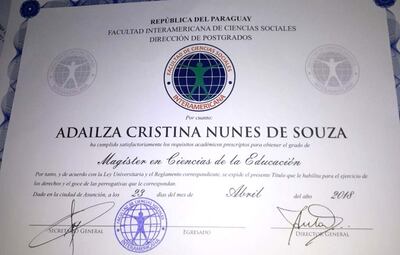 REPÚBLICA DEL PARAGUAY
FACULTAD INTERAMERICANA DE CIENCIAS SOCIALES
DIRECCIÓN DE POSTGRADOS
FACULTAD DE CIENCIAS SOCIALES
INTERAMERICANA
Por cuanto:
ADAILZA CRISTINA NUNES DE SOUZA
ha cumplido satisfactoriamente los requisitos académicos prescriptos para obtener el grado de
Magíster en Ciencias de la Educación
Por tanto, y de acuerdo con la Ley Universitaria y el Reglamento correspondiente, se expide el presente Título que le habilita para el ejercicio de
los derechos y el goce de las prerrogativas que le correspondan.
Dado en la ciudad de Asunción, a los 29 días del mes de Abril del año 2018
SECRETARIO GENERAL EGRESADO DIRECTOR GENERAL